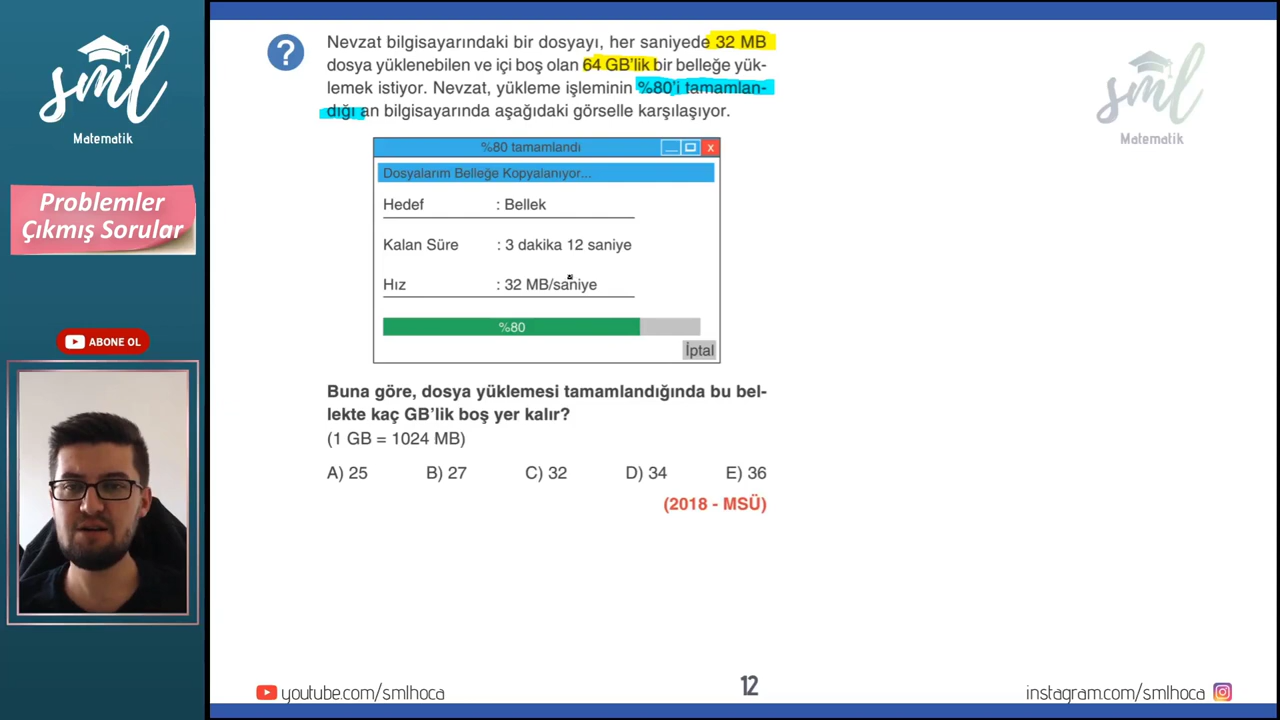 sml
Matematik
Problemler
Çıkmış Sorular
ABONE OL
?
Nevzat bilgisayarındaki bir dosyayı, her saniyede 32 MB
dosya yüklenebilen ve içi boş olan 64 GB'lik bir belleğe yük-
lemek istiyor. Nevzat, yükleme işleminin %80'i tamamlan-
dığı an bilgisayarında aşağıdaki görselle karşılaşıyor.
%80 tamamlandı
X
Dosyalarım Belleğe Kopyalanıyor...
Hedef : Bellek
Kalan Süre : 3 dakika 12 saniye
Hız : 32 MB/saniye
%80
İptal
Buna göre, dosya yüklemesi tamamlandığında bu bel-
lekte kaç GB'lik boş yer kalır?
(1 GB = 1024 MB)
A) 25 B) 27 C) 32 D) 34 E) 36
(2018 - MSÜ)
sml
Matematik
youtube.com/smlhoca
12
instagram.com/smlhoca